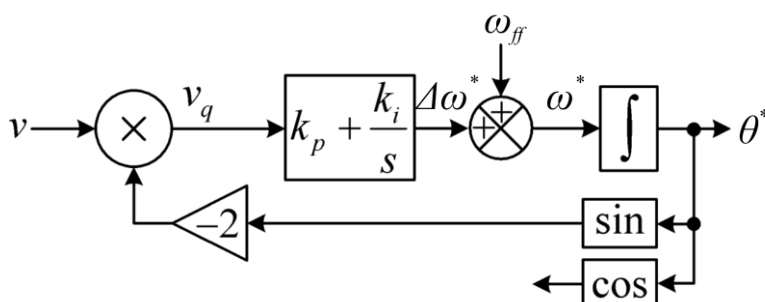 ω_ff
v × v_q k_p + k_i/s Δω* + + ω* ∫ θ*
−2 sin
cos